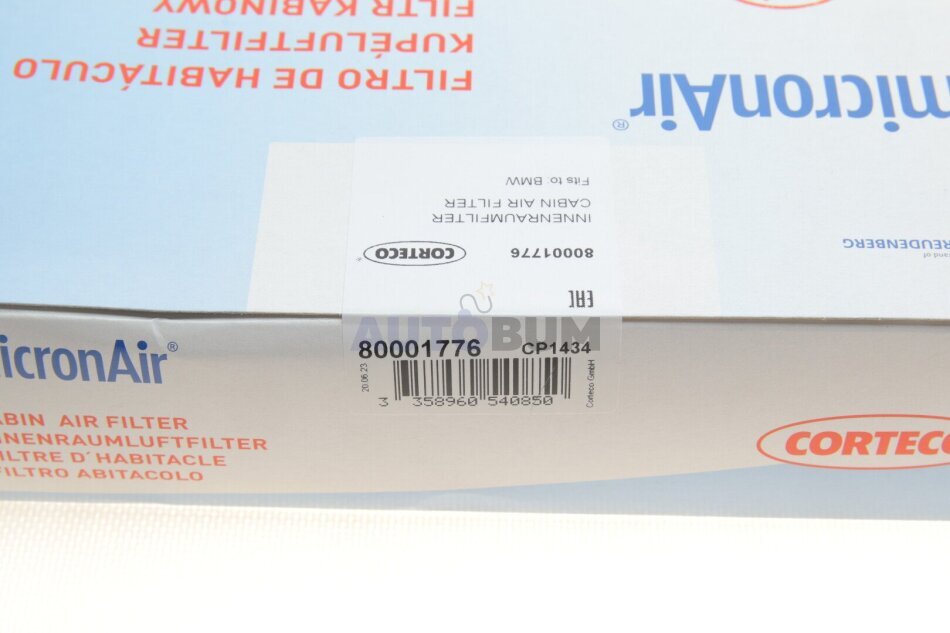 FILTRO DE HABITÁCULO
KUPÉLUFTFILTER
FILTR KABINOWY
CORTECO
micronAir®
FREUDENBERG
EAC
80001776 CORTECO
INNENRAUMFILTER
CABIN AIR FILTER
Fits to: BMW
AUTOBUM
80001776 CP1434
20.06.23
3 358960 540850
Corteco GmbH
micronAir®
CABIN AIR FILTER
INNENRAUMLUFTFILTER
FILTRE D'HABITACLE
FILTRO ABITACOLO
CORTECO